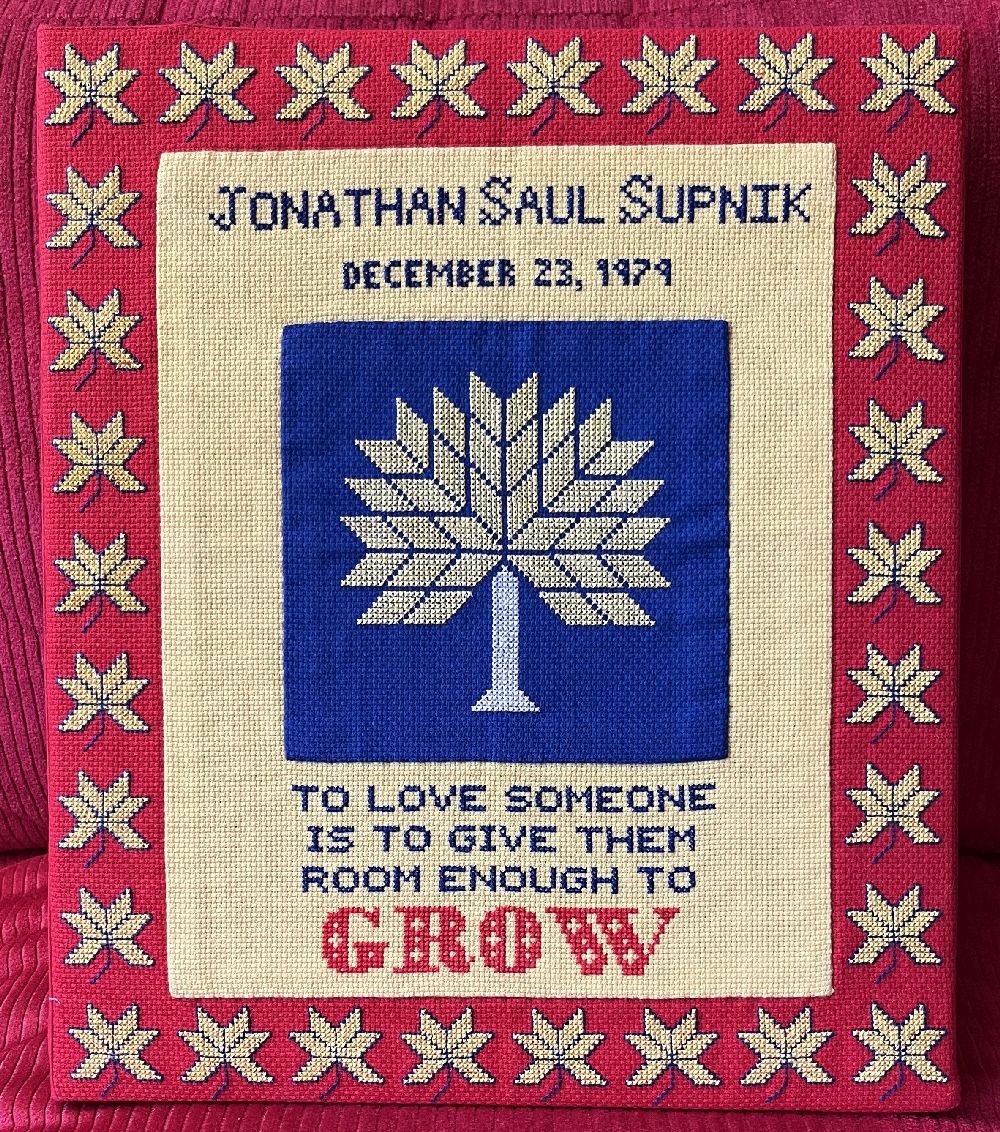 JONATHAN SAUL SUPNIK
DECEMBER 23, 1979
TO LOVE SOMEONE
IS TO GIVE THEM
ROOM ENOUGH TO
GROW